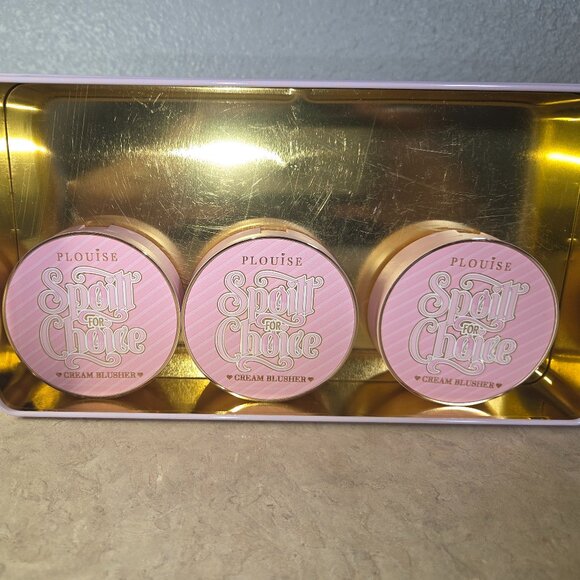 PLOUISE
Spoilt
FOR
Choice
CREAM BLUSHER
PLOUISE
Spoilt
FOR
Choice
CREAM BLUSHER
PLOUISE
Spoilt
FOR
Choice
CREAM BLUSHER